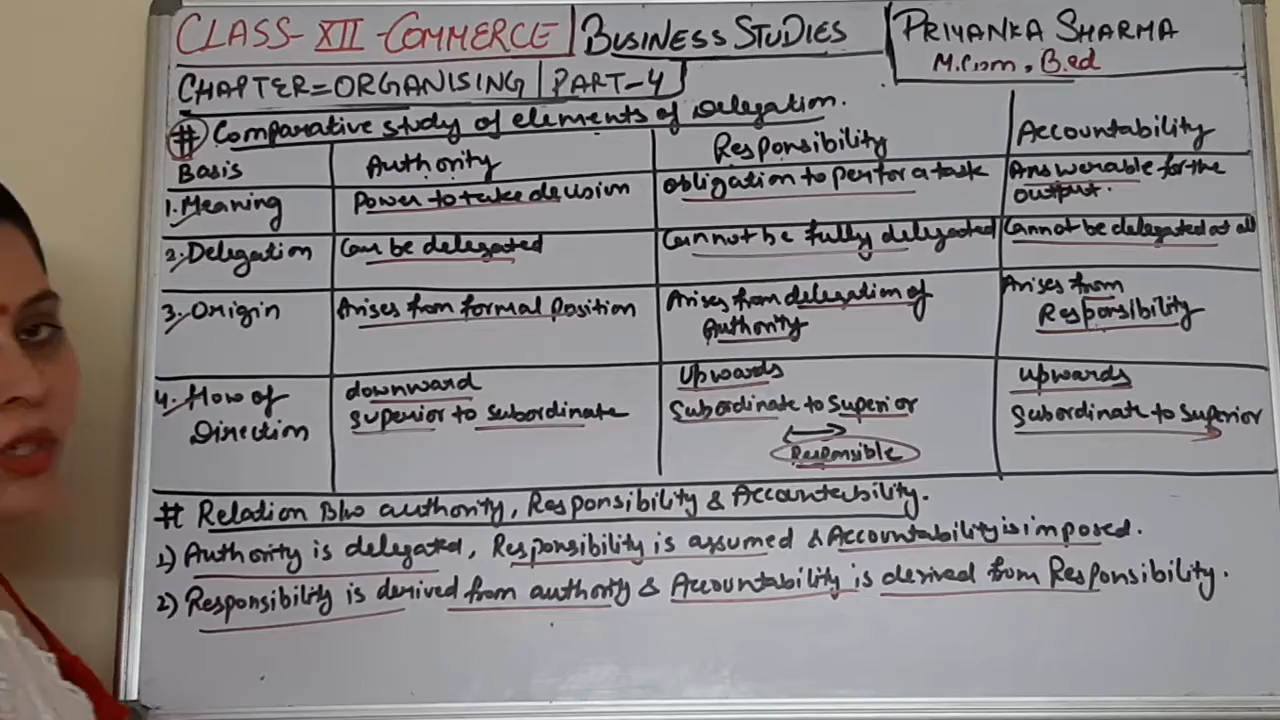 CLASS-XII-COMMERCE | BUSINESS STUDIES
PRIYANKA SHARMA
M.Com, B.ed
CHAPTER=ORGANISING | PART-4
# Comparative study of elements of Delegation.
Basis Authority Responsibility Accountability
1. Meaning Power to take decision obligation to perfor a task Answerable for the output.
2. Delegation Can be delegated Cannot be fully delegated Cannot be delegated at all
3. Origin Arises from formal position Arises from delegation of Authority Arises from Responsibility
4. Flow of Direction downward superior to subordinate Upwards Subordinate to Superior Responsible upwards Subordinate to Superior
# Relation B/w authority, Responsibility & Accountability.
1) Authority is delegated, Responsibility is assumed & Accountability is imposed.
2) Responsibility is derived from authority & Accountability is derived from Responsibility.